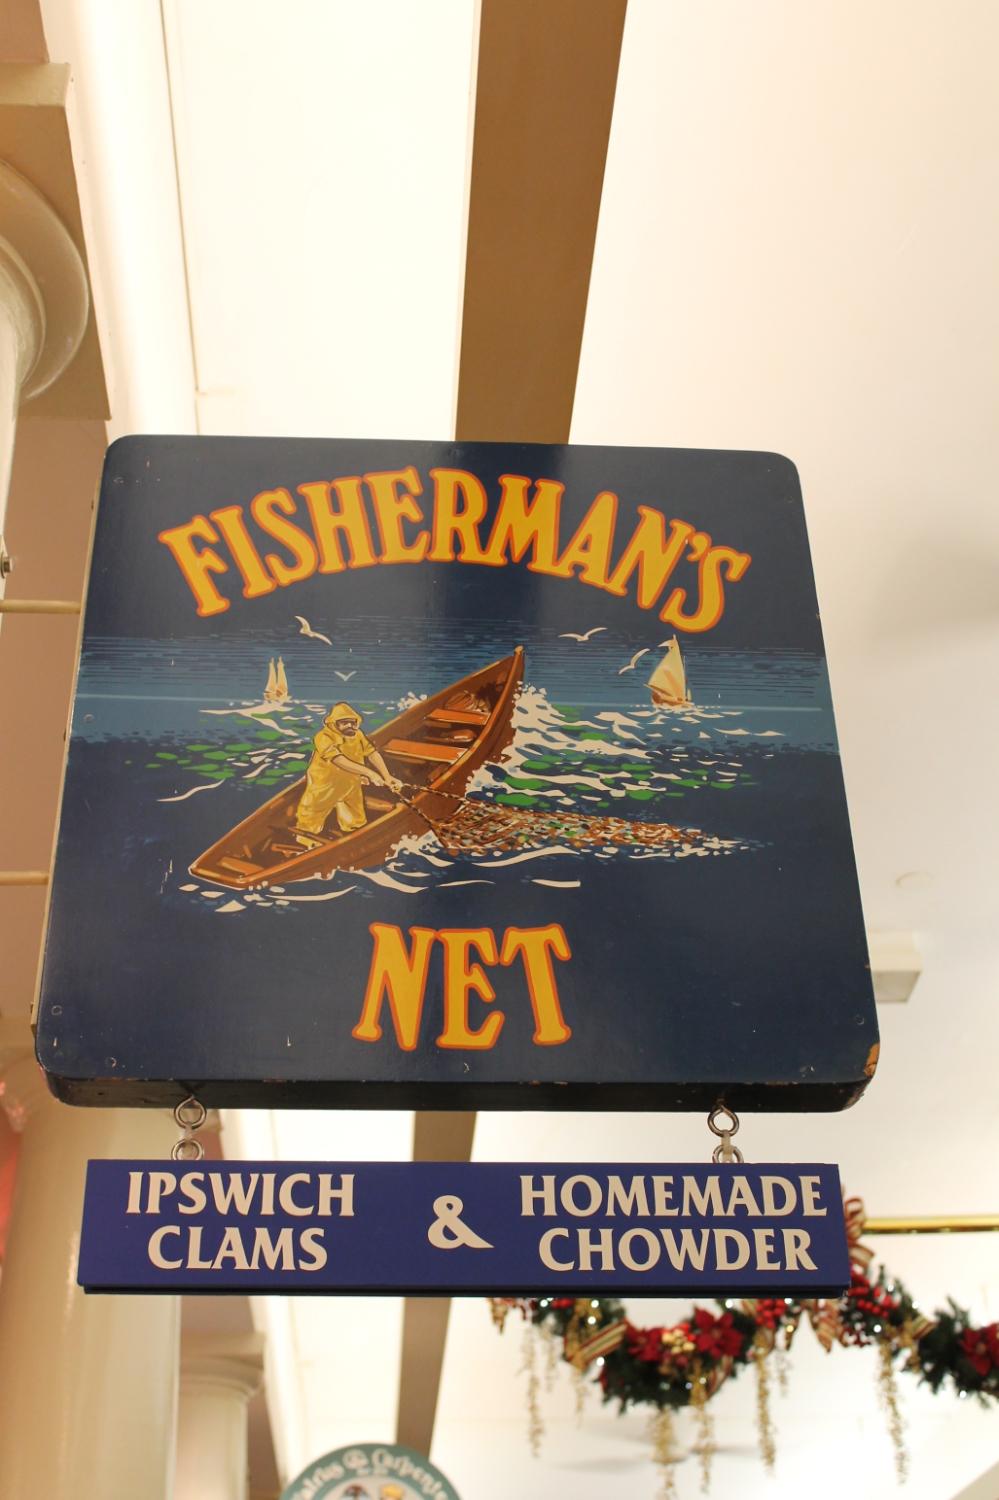 FISHERMAN'S
NET
IPSWICH
CLAMS
&
HOMEMADE
CHOWDER